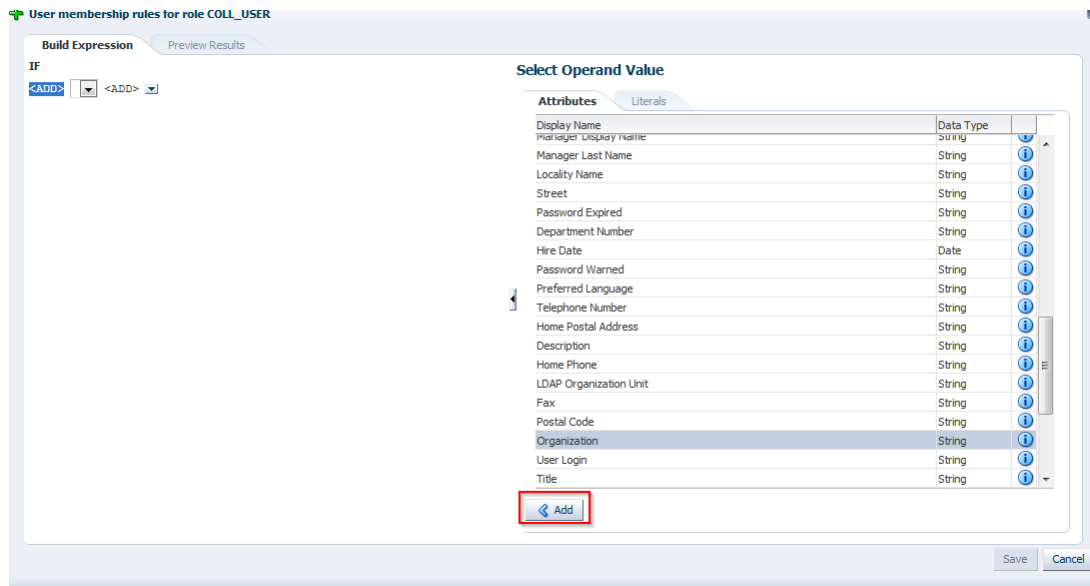 User membership rules for role COLL_USER
Build Expression Preview Results
IF
<ADD> <ADD>
Select Operand Value
Attributes Literals
Display Name Data Type
Manager Display Name String
Manager Last Name String
Locality Name String
Street String
Password Expired String
Department Number String
Hire Date Date
Password Warned String
Preferred Language String
Telephone Number String
Home Postal Address String
Description String
Home Phone String
LDAP Organization Unit String
Fax String
Postal Code String
Organization String
User Login String
Title String
Add
Save Cancel